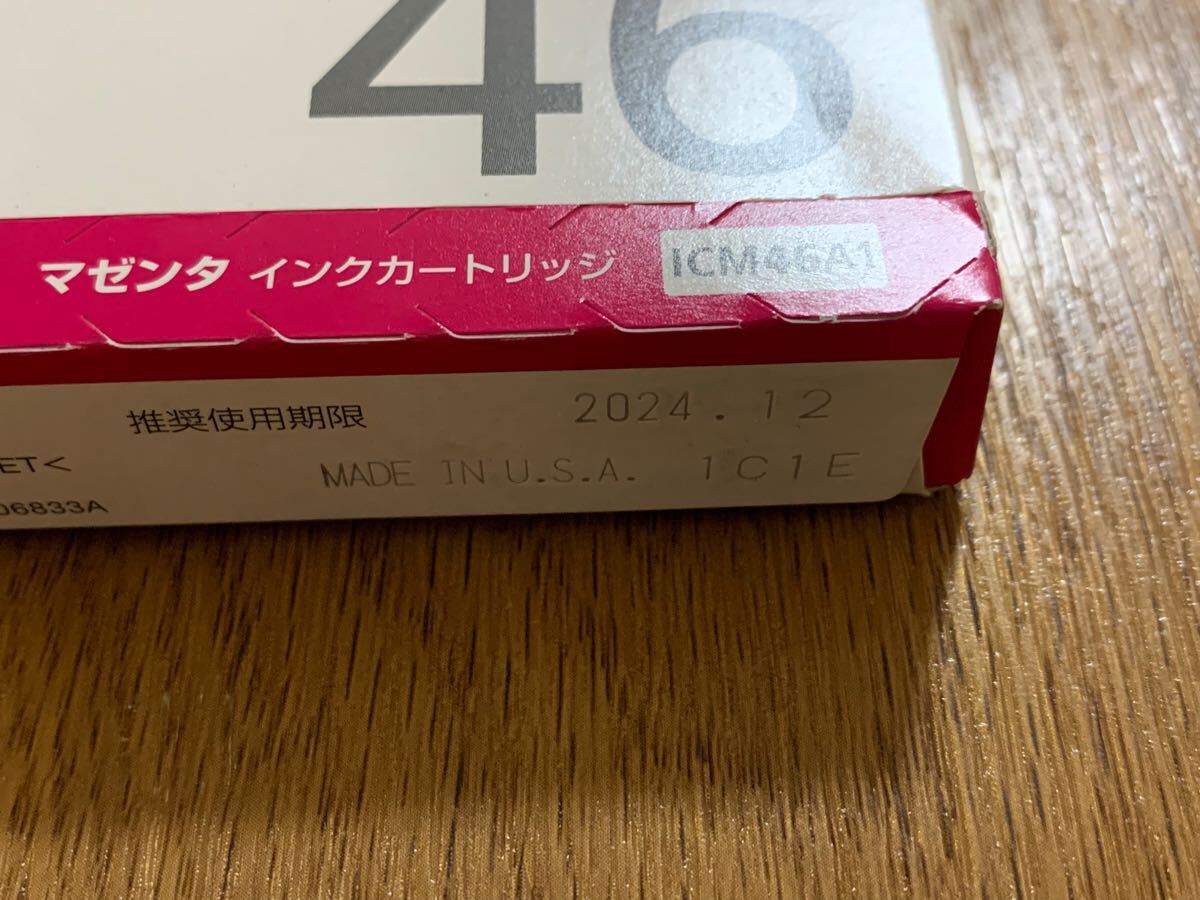 46
マゼンタ インクカートリッジ ICM46A1
推奨使用期限 2024.12
ET<
MADE IN U.S.A. 1C1E
06833A